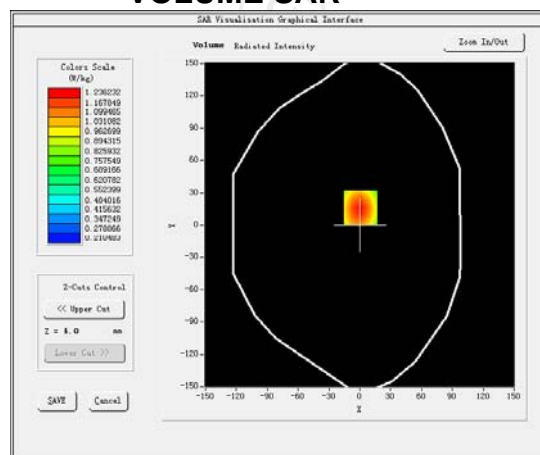 VOLUME SAR
SAR Visualisation Graphical Interface
Volume Radiated Intensity
Zoom In/Out
Colors Scale
(W/kg)
1.236232
1.167849
1.099465
1.031082
0.962699
0.894315
0.825932
0.757549
0.689166
0.620782
0.552399
0.484016
0.415632
0.347249
0.278866
0.210483
Z-Cuts Control
<< Upper Cut
Z = 4.0 mm
Lower Cut >>
SAVE Cancel
150
120
90
60
30
0
-30
-60
-90
-120
-150
Y
-150 -120 -90 -60 -30 0 30 60 90 120 150
X